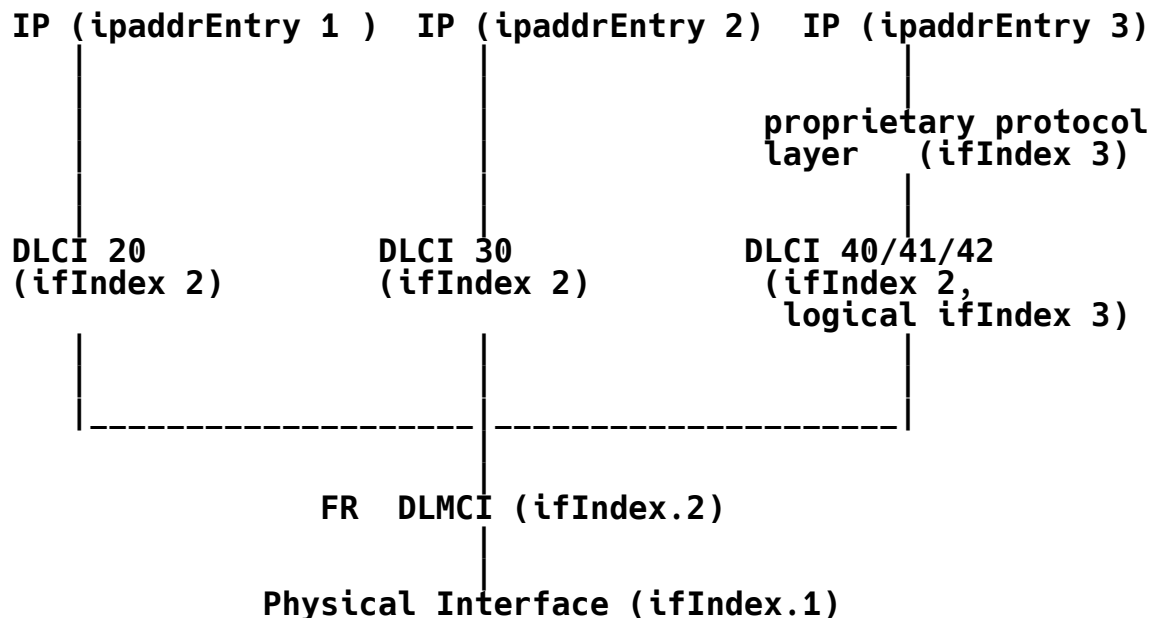 IP (ipaddrEntry 1 )  IP (ipaddrEntry 2)  IP (ipaddrEntry 3)
proprietary protocol
layer   (ifIndex 3)
DLCI 20            DLCI 30            DLCI 40/41/42
(ifIndex 2)        (ifIndex 2)         (ifIndex 2,
logical ifIndex 3)
FR  DLMCI (ifIndex.2)
Physical Interface (ifIndex.1)